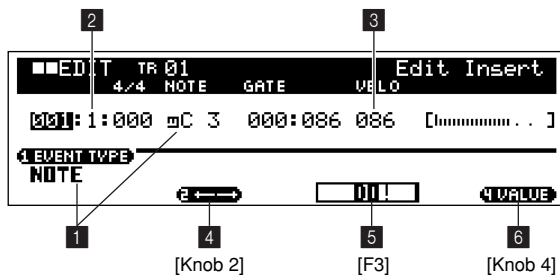 2 3
EDIT TR 01 Edit Insert
4/4 NOTE GATE VELO
001:1:000 C 3 000:086 086
1 EVENT TYPE
NOTE
2 ←→ DO! 4 VALUE
1 4 5 6
[Knob 2] [F3] [Knob 4]